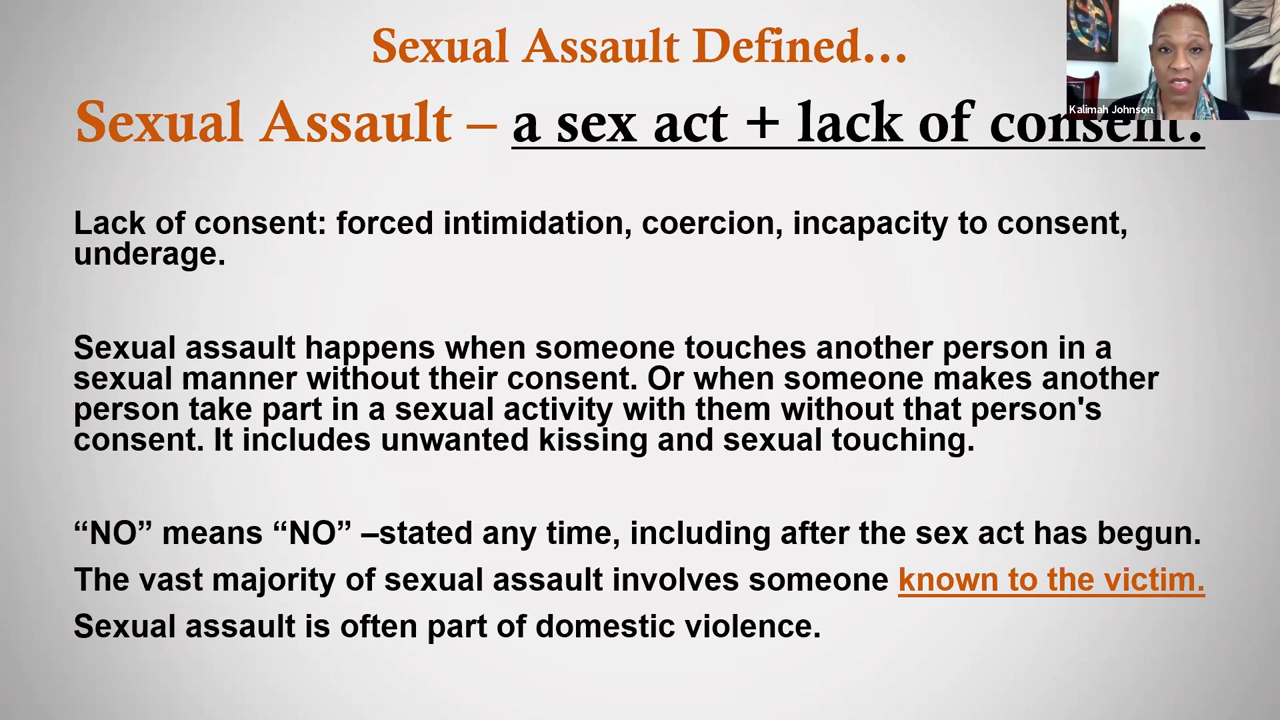 Sexual Assault Defined…
Kalimah Johnson
Sexual Assault – a sex act + lack of consent.
Lack of consent: forced intimidation, coercion, incapacity to consent,
underage.
Sexual assault happens when someone touches another person in a
sexual manner without their consent. Or when someone makes another
person take part in a sexual activity with them without that person's
consent. It includes unwanted kissing and sexual touching.
“NO” means “NO” –stated any time, including after the sex act has begun.
The vast majority of sexual assault involves someone known to the victim.
Sexual assault is often part of domestic violence.